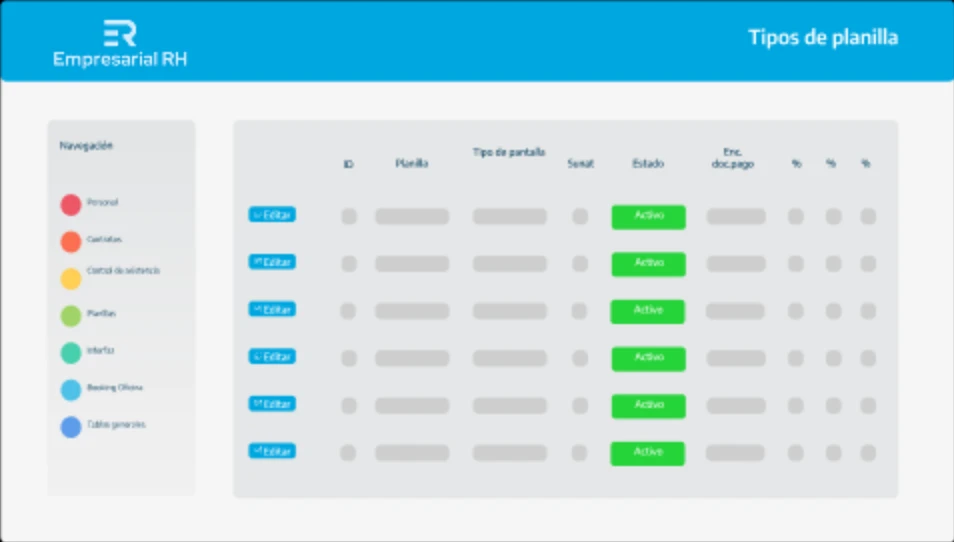 ER
Empresarial RH
Tipos de planilla
Navegación
Personal
Contratos
Control de asistencia
Planillas
Interfaz
Booking Oficina
Tablas generales
Tipo de pantalla
Enc.
ID Planilla Sunat Estado doc.pago % % %
Editar Activo
Editar Activo
Editar Activo
Editar Activo
Editar Activo
Editar Activo